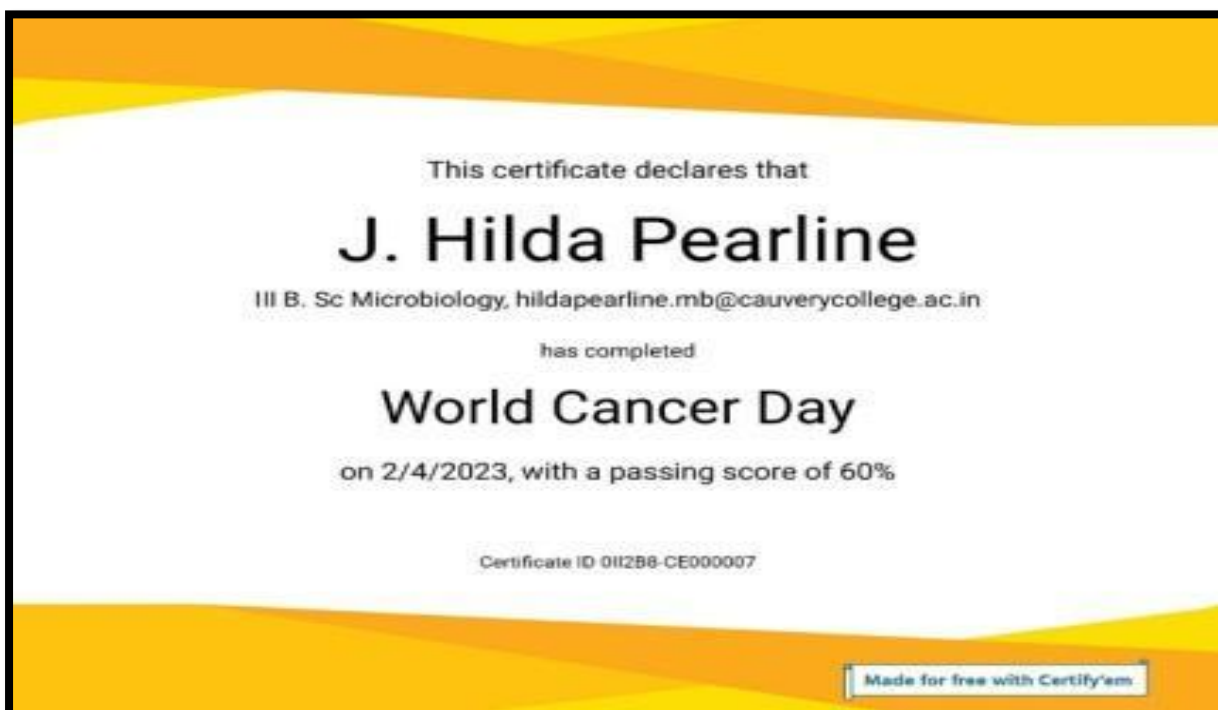 This certificate declares that
J. Hilda Pearline
III B. Sc Microbiology, hildapearline.mb@cauverycollege.ac.in
has completed
World Cancer Day
on 2/4/2023, with a passing score of 60%
Certificate ID 0II2B8-CE000007
Made for free with Certify'em